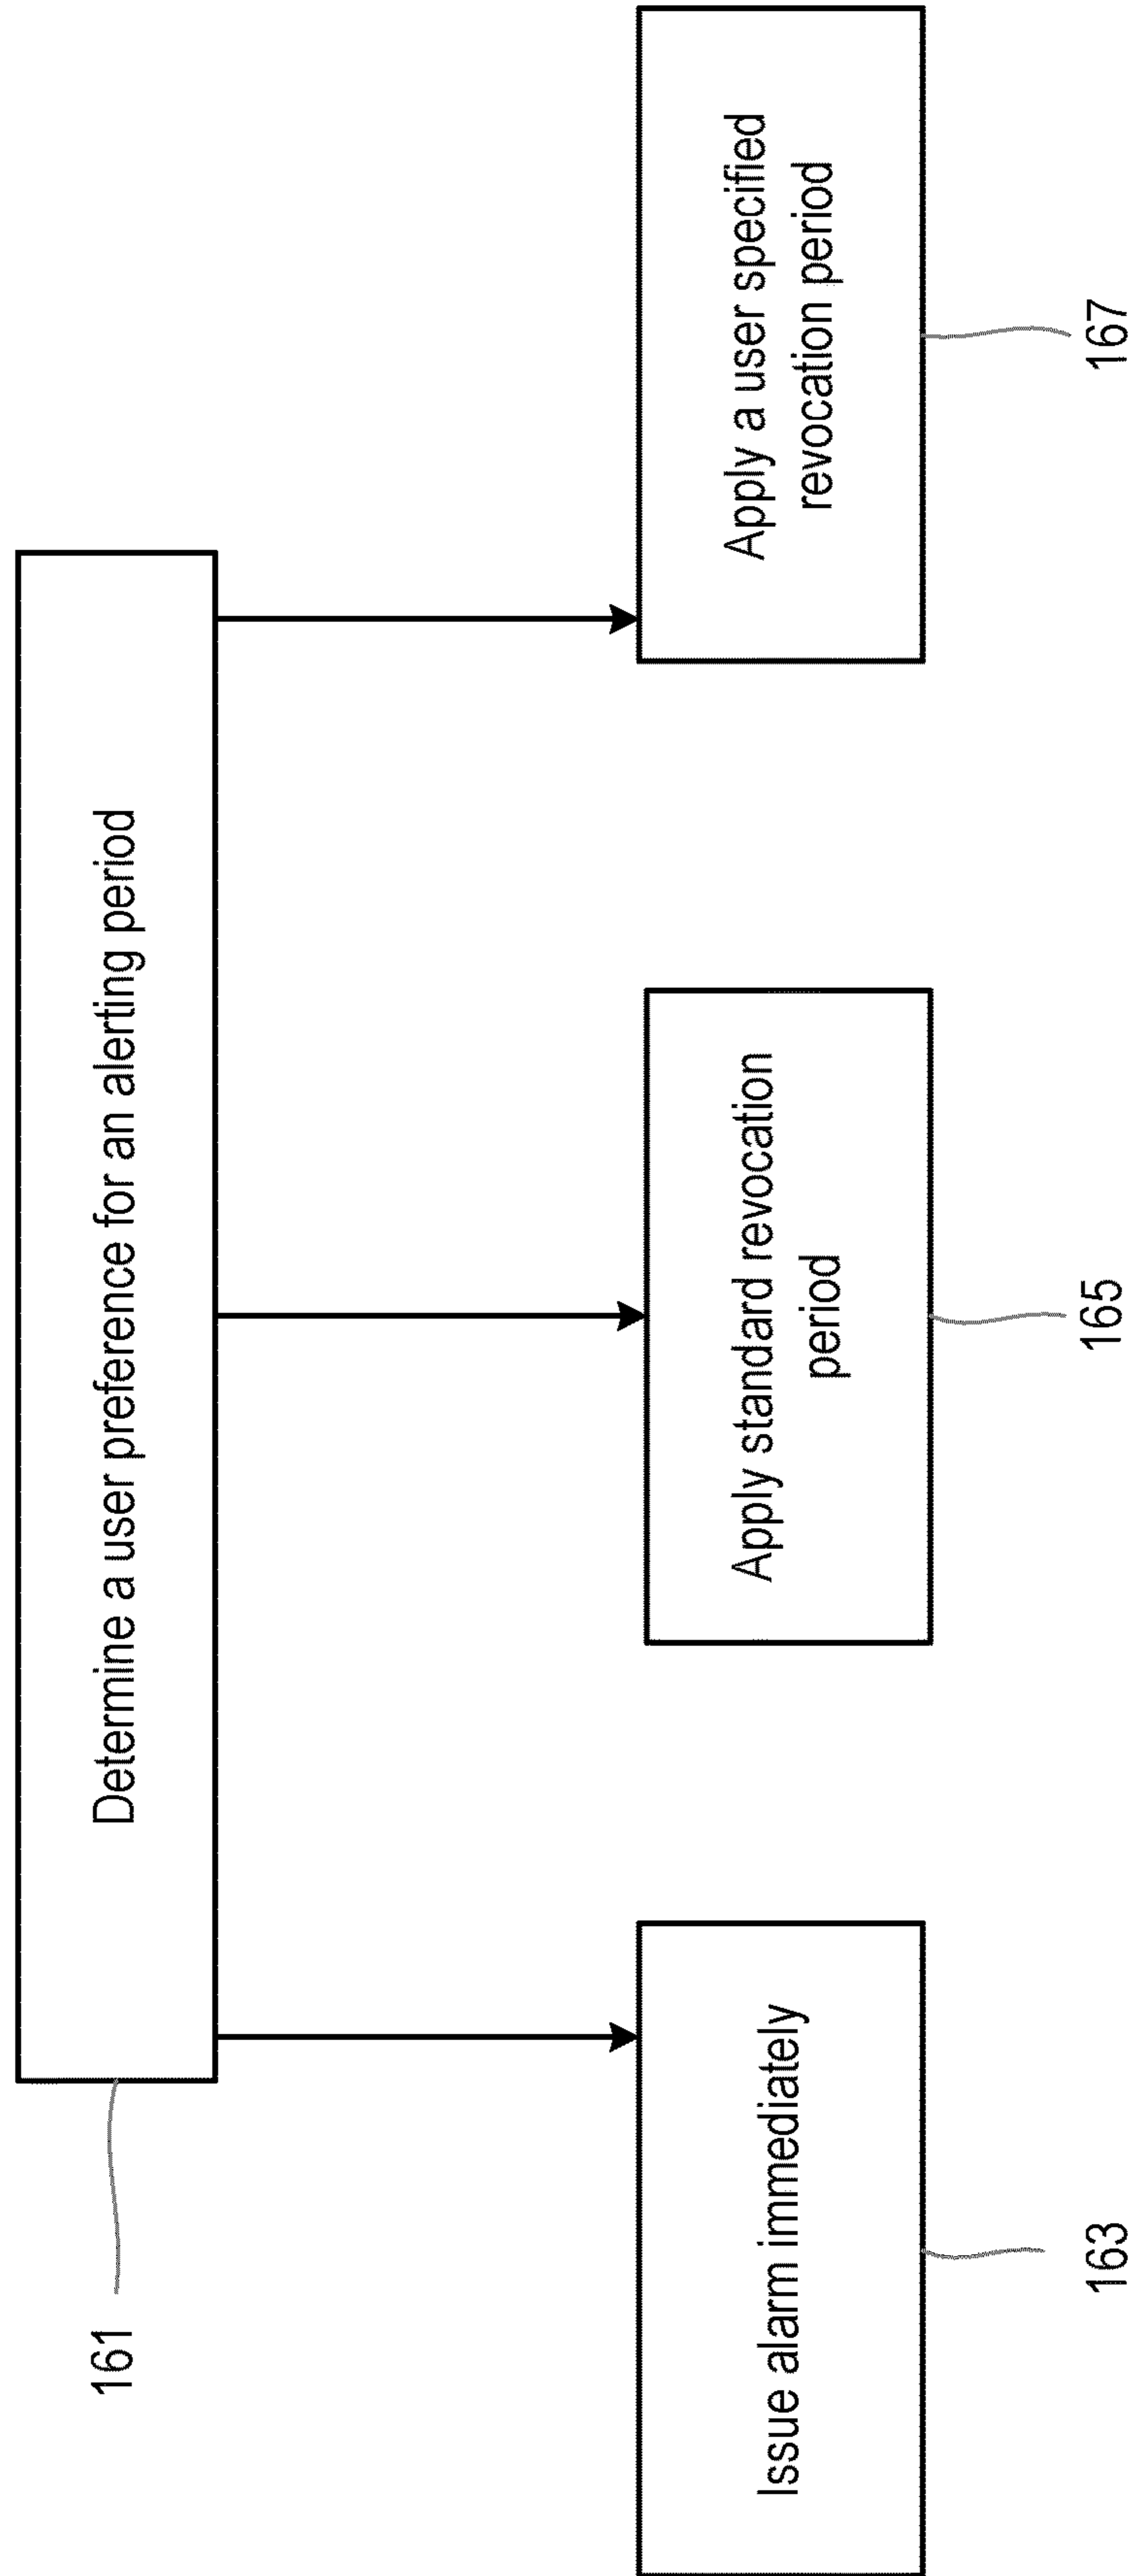 Determine a user preference for an alerting period
161
Issue alarm immediately
163
Apply standard revocation
period
165
Apply a user specified
revocation period
167